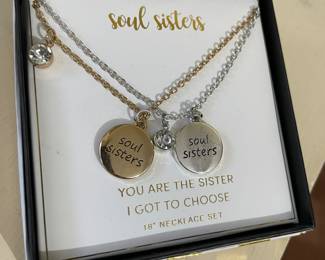 soul sisters
soul
sisters
soul
sisters
YOU ARE THE SISTER
I GOT TO CHOOSE
18" NECKLACE SET